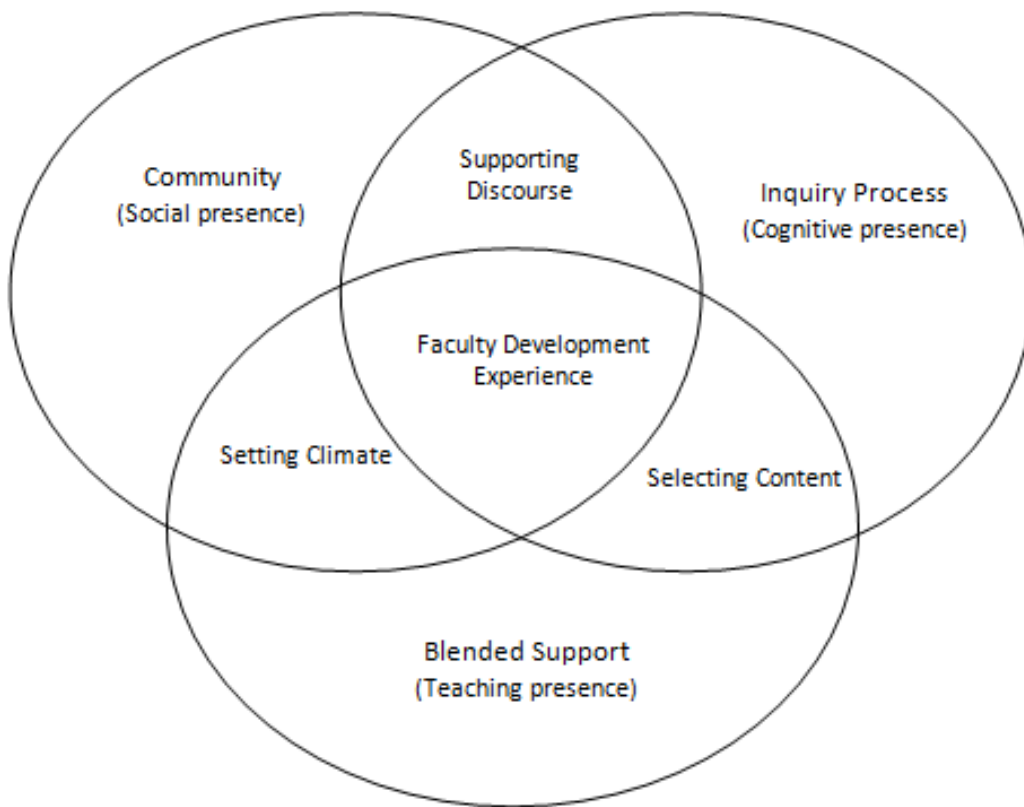 Community
(Social presence)
Supporting
Discourse
Inquiry Process
(Cognitive presence)
Faculty Development
Experience
Setting Climate
Selecting Content
Blended Support
(Teaching presence)